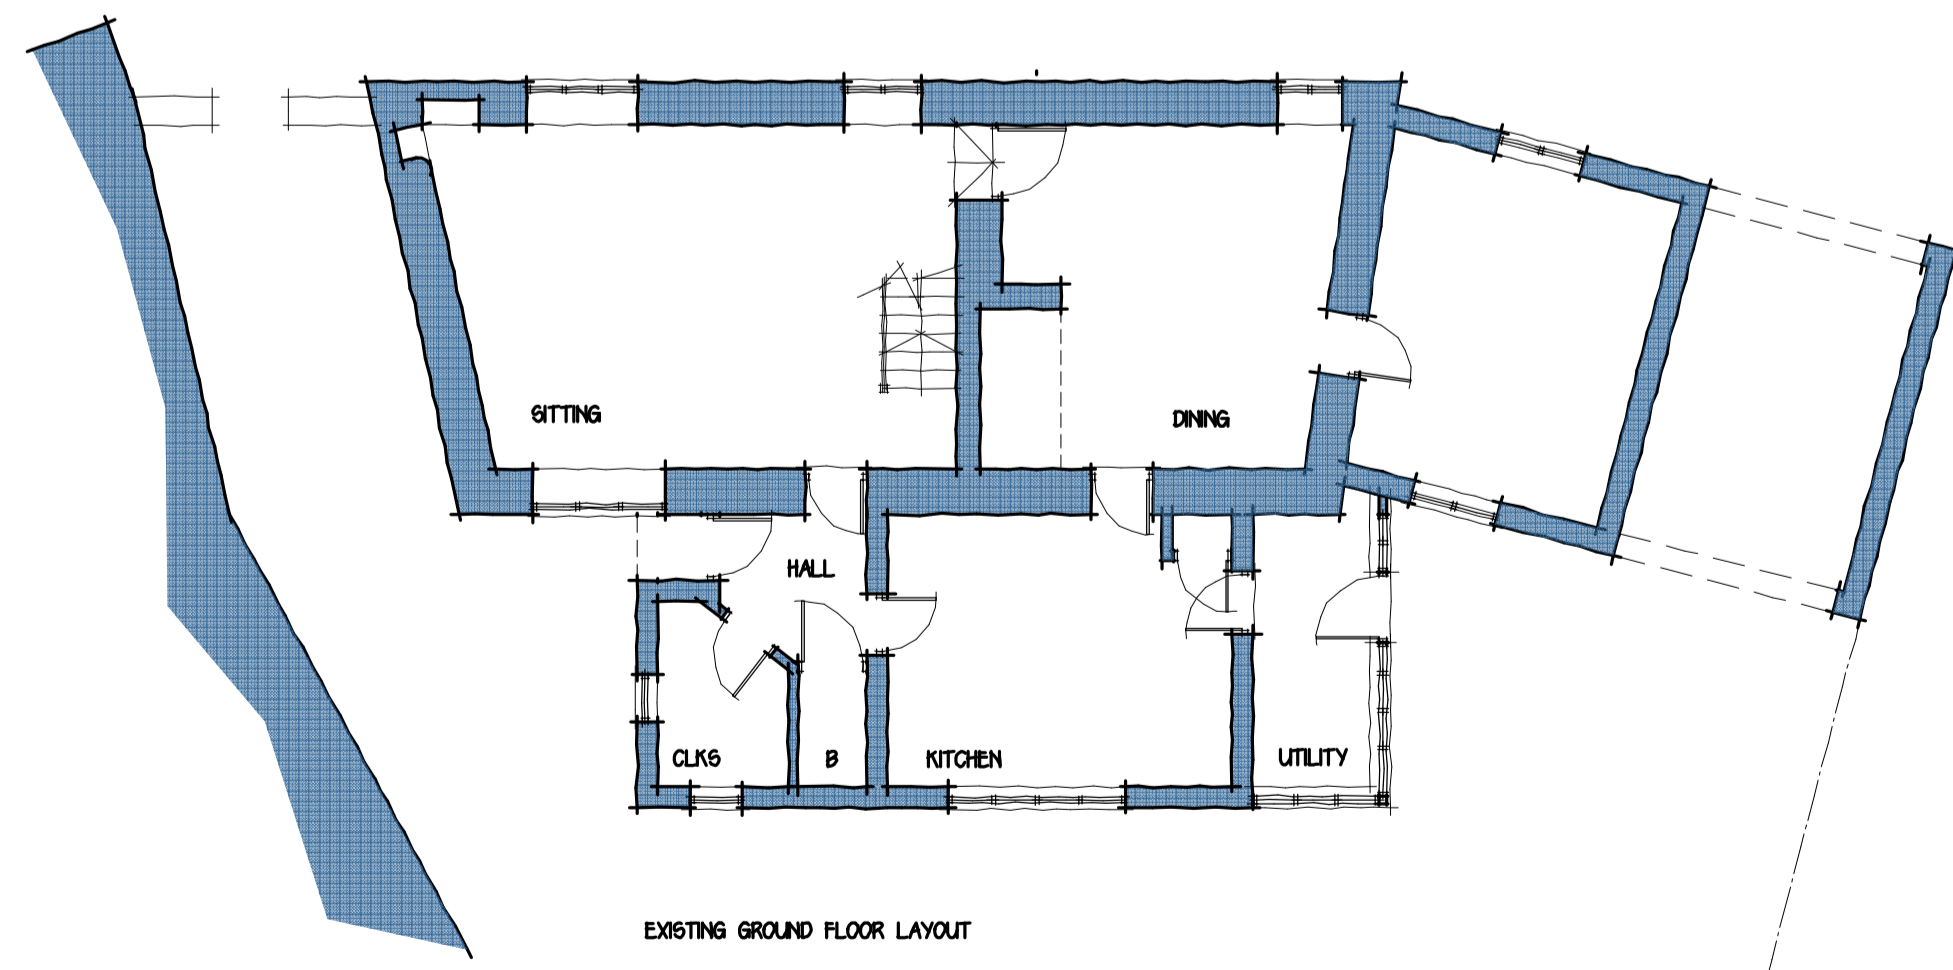 SITTING
DINING
HALL
CLKS
B
KITCHEN
UTILITY
EXISTING GROUND FLOOR LAYOUT